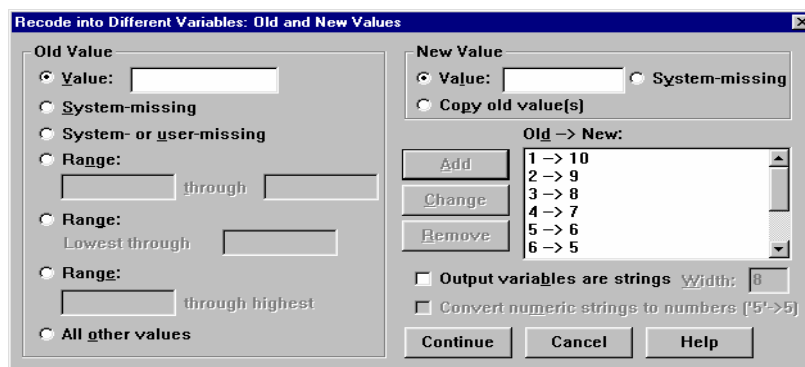 Recode into Different Variables: Old and New Values
Old Value
Value:
System-missing
System- or user-missing
Range:
through
Range:
Lowest through
Range:
through highest
All other values
New Value
Value:
System-missing
Copy old value(s)
Old -> New:
Add
Change
Remove
1 -> 10
2 -> 9
3 -> 8
4 -> 7
5 -> 6
6 -> 5
Output variables are strings Width: 8
Convert numeric strings to numbers ('5'->5)
Continue
Cancel
Help